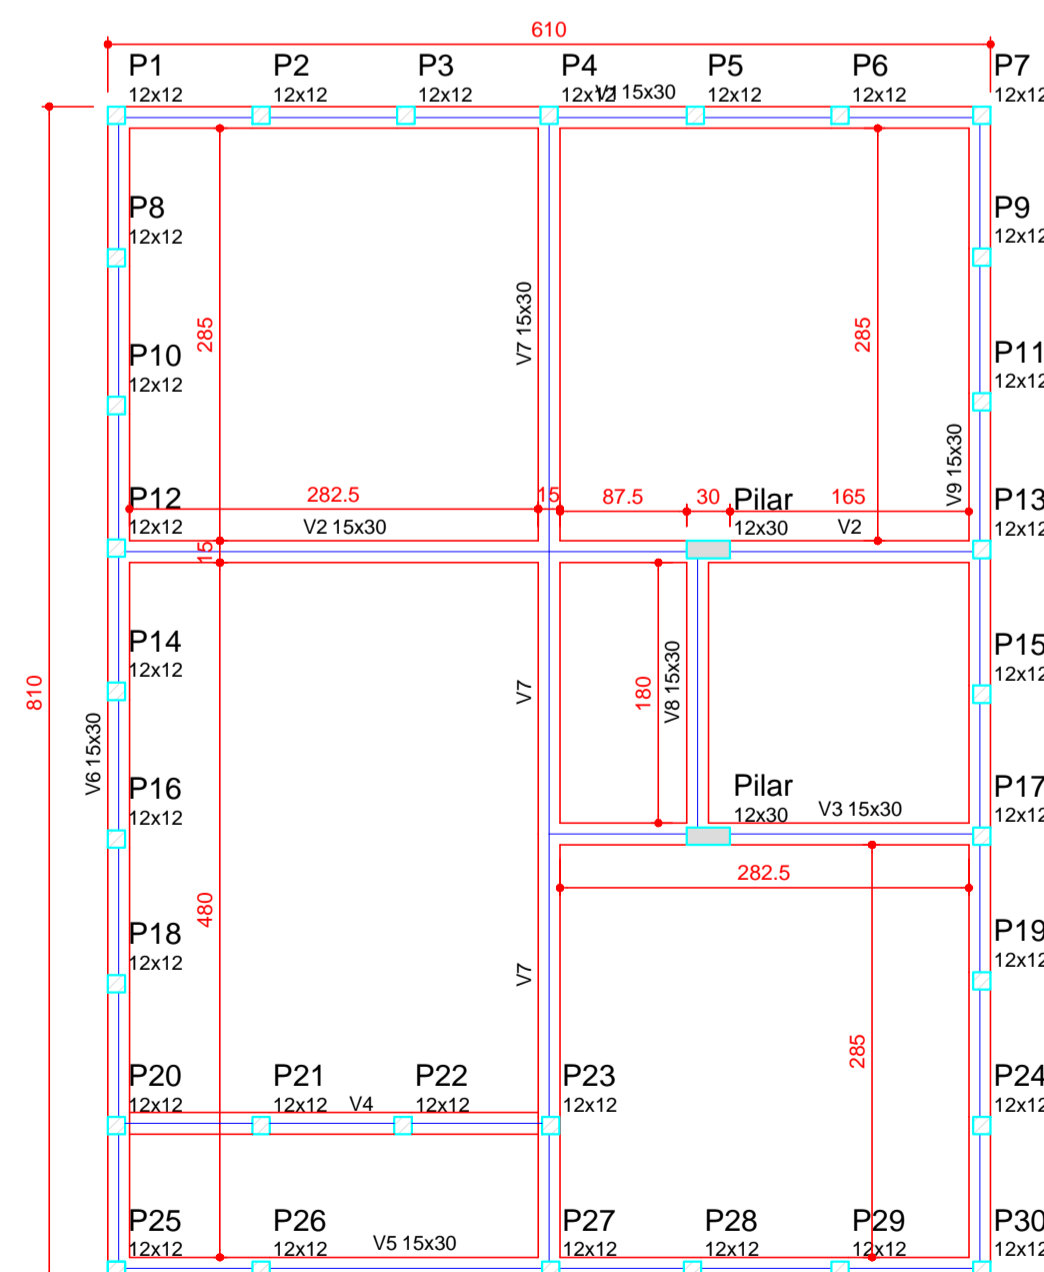 610
P1
12x12
P2
12x12
P3
12x12
P4
12x12
V1 15x30
P5
12x12
P6
12x12
P7
12x12
P8
12x12
P9
12x12
285
V7 15x30
285
P10
12x12
P11
12x12
V9 15x30
P12
12x12
282.5
V2 15x30
15
87.5
30
Pilar
12x30
165
V2
P13
12x12
15
P14
12x12
810
V6 15x30
V7
180
V8 15x30
P15
12x12
P16
12x12
Pilar
12x30
V3 15x30
P17
12x12
282.5
480
P18
12x12
V7
P19
12x12
285
P20
12x12
P21
12x12
V4
P22
12x12
P23
12x12
P24
12x12
P25
12x12
P26
12x12
V5 15x30
P27
12x12
P28
12x12
P29
12x12
P30
12x12